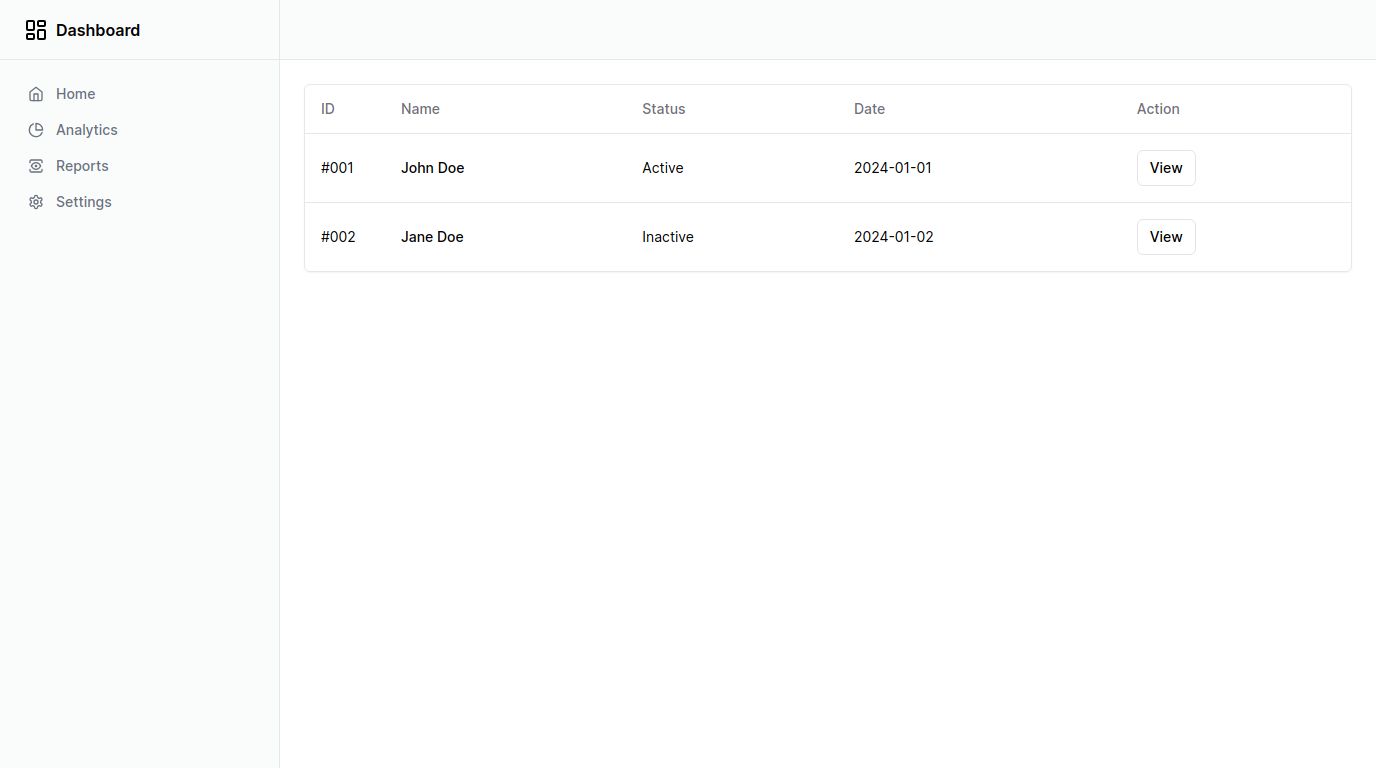 Dashboard
Home
Analytics
Reports
Settings
ID Name Status Date Action
#001 John Doe Active 2024-01-01 View
#002 Jane Doe Inactive 2024-01-02 View